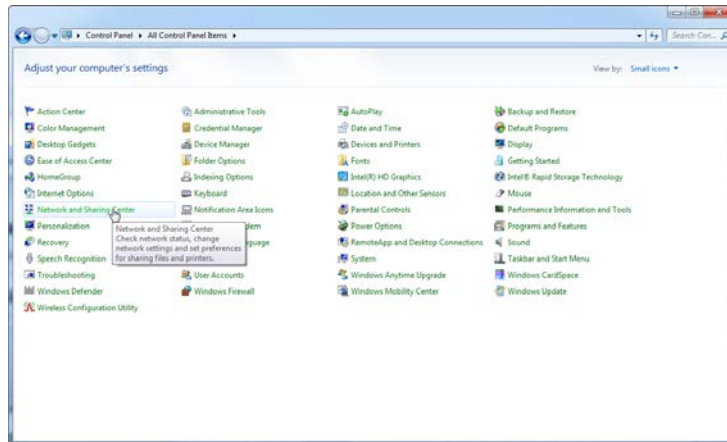 Control Panel ▸ All Control Panel Items ▸
Search Con...
Adjust your computer's settings
View by: Small icons
Action Center
Administrative Tools
AutoPlay
Backup and Restore
Color Management
Credential Manager
Date and Time
Default Programs
Desktop Gadgets
Device Manager
Devices and Printers
Display
Ease of Access Center
Folder Options
Fonts
Getting Started
HomeGroup
Indexing Options
Intel(R) HD Graphics
Intel® Rapid Storage Technology
Internet Options
Keyboard
Location and Other Sensors
Mouse
Network and Sharing Center
Notification Area Icons
Parental Controls
Performance Information and Tools
Personalization
Power Options
Programs and Features
Network and Sharing Center
Check network status, change
network settings and set preferences
for sharing files and printers.
Recovery
RemoteApp and Desktop Connections
Sound
Speech Recognition
System
Taskbar and Start Menu
Troubleshooting
User Accounts
Windows Anytime Upgrade
Windows CardSpace
Windows Defender
Windows Firewall
Windows Mobility Center
Windows Update
Wireless Configuration Utility